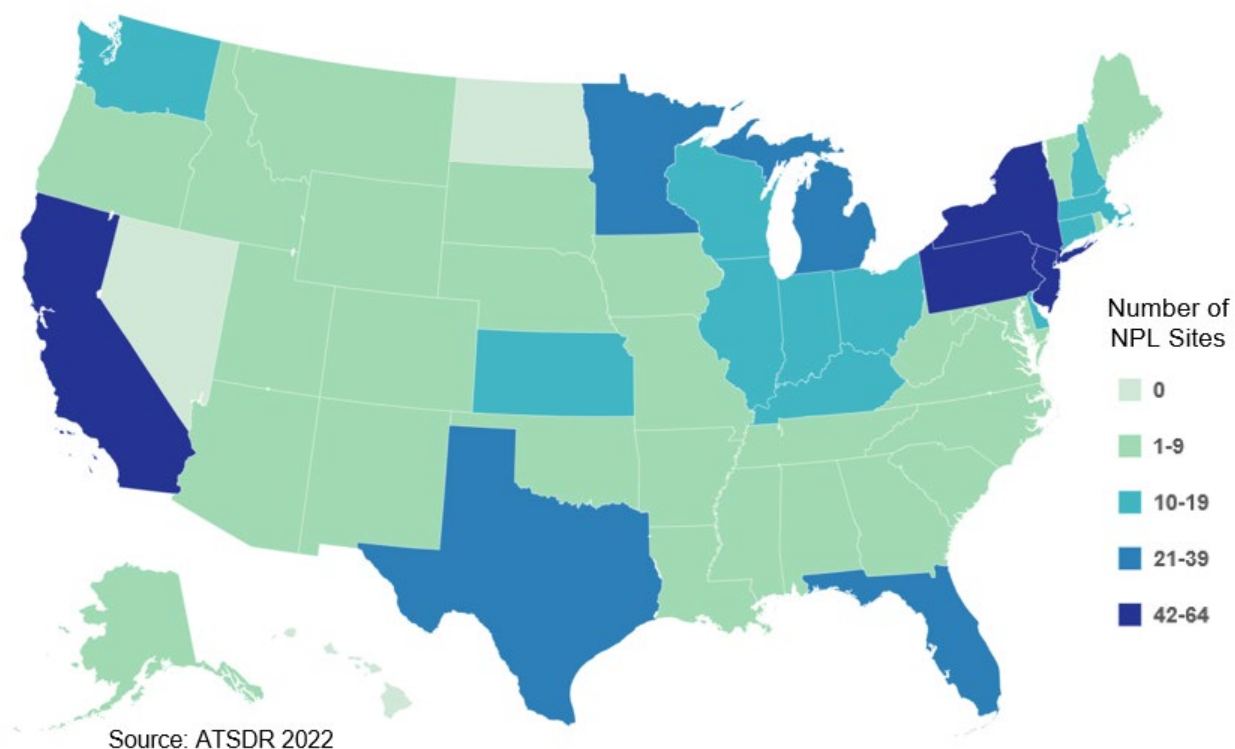 Number of
NPL Sites
0
1-9
10-19
21-39
42-64
Source: ATSDR 2022